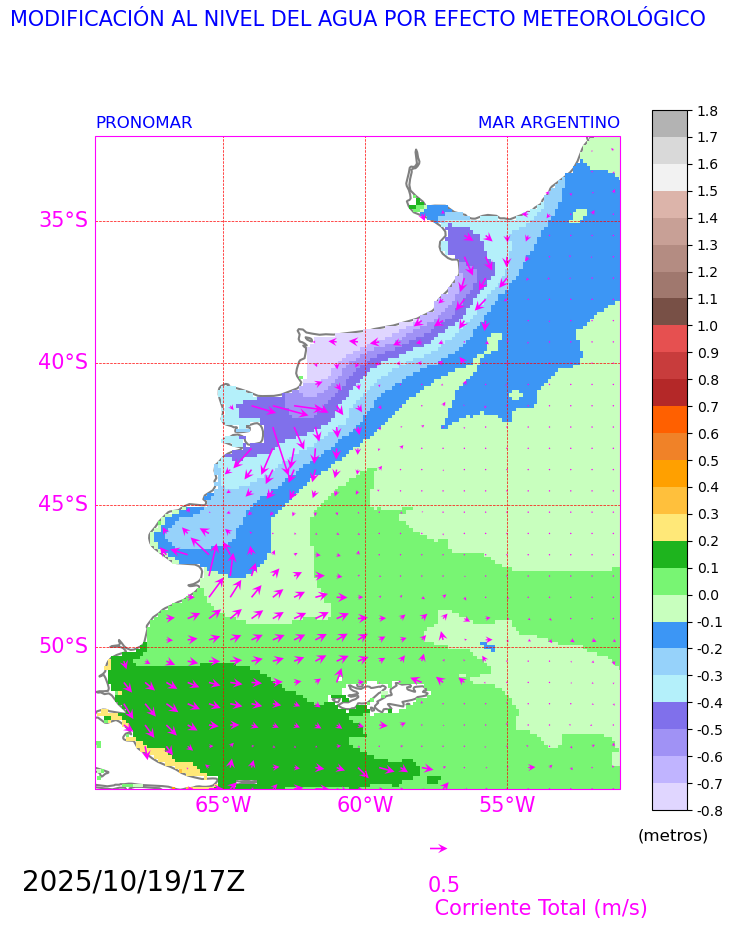 MODIFICACIÓN AL NIVEL DEL AGUA POR EFECTO METEOROLÓGICO
PRONOMAR
MAR ARGENTINO
35°S
40°S
45°S
50°S
65°W
60°W
55°W
1.8
1.7
1.6
1.5
1.4
1.3
1.2
1.1
1.0
0.9
0.8
0.7
0.6
0.5
0.4
0.3
0.2
0.1
0.0
-0.1
-0.2
-0.3
-0.4
-0.5
-0.6
-0.7
-0.8
(metros)
2025/10/19/17Z
0.5
Corriente Total (m/s)